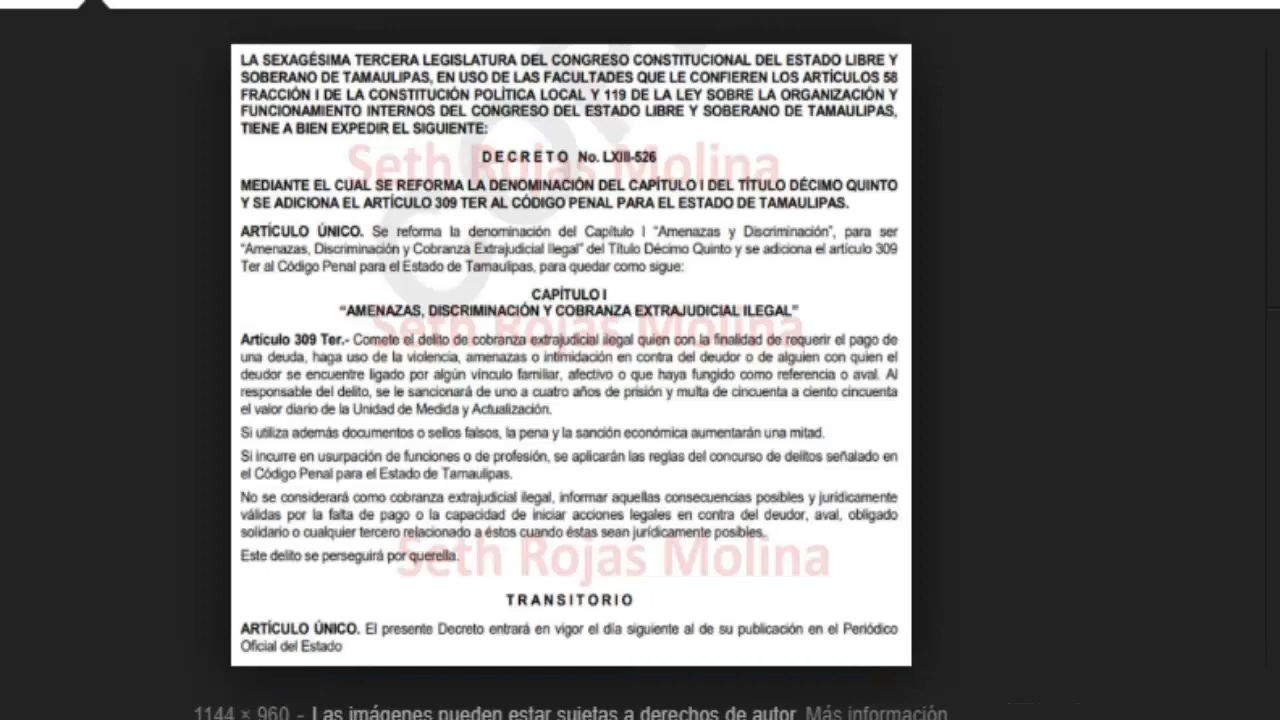 LA SEXAGÉSIMA TERCERA LEGISLATURA DEL CONGRESO CONSTITUCIONAL DEL ESTADO LIBRE Y
SOBERANO DE TAMAULIPAS, EN USO DE LAS FACULTADES QUE LE CONFIEREN LOS ARTÍCULOS 58
FRACCIÓN I DE LA CONSTITUCIÓN POLÍTICA LOCAL Y 119 DE LA LEY SOBRE LA ORGANIZACIÓN Y
FUNCIONAMIENTO INTERNOS DEL CONGRESO DEL ESTADO LIBRE Y SOBERANO DE TAMAULIPAS,
TIENE A BIEN EXPEDIR EL SIGUIENTE:
Seth Rojas Molina
DECRETO No. LXIII-526
MEDIANTE EL CUAL SE REFORMA LA DENOMINACIÓN DEL CAPÍTULO I DEL TÍTULO DÉCIMO QUINTO
Y SE ADICIONA EL ARTÍCULO 309 TER AL CÓDIGO PENAL PARA EL ESTADO DE TAMAULIPAS.
ARTÍCULO ÚNICO. Se reforma la denominación del Capítulo I "Amenazas y Discriminación", para ser
"Amenazas, Discriminación y Cobranza Extrajudicial Ilegal" del Título Décimo Quinto y se adiciona el artículo 309
Ter al Código Penal para el Estado de Tamaulipas, para quedar como sigue:
CAPÍTULO I
"AMENAZAS, DISCRIMINACIÓN Y COBRANZA EXTRAJUDICIAL ILEGAL"
Seth Rojas Molina
Artículo 309 Ter.- Comete el delito de cobranza extrajudicial ilegal quien con la finalidad de requerir el pago de
una deuda, haga uso de la violencia, amenazas o intimidación en contra del deudor o de alguien con quien el
deudor se encuentre ligado por algún vínculo familiar, afectivo o que haya fungido como referencia o aval. Al
responsable del delito, se le sancionará de uno a cuatro años de prisión y multa de cincuenta a ciento cincuenta
el valor diario de la Unidad de Medida y Actualización.
Si utiliza además documentos o sellos falsos, la pena y la sanción económica aumentarán una mitad.
Si incurre en usurpación de funciones o de profesión, se aplicarán las reglas del concurso de delitos señalado en
el Código Penal para el Estado de Tamaulipas.
No se considerará como cobranza extrajudicial ilegal, informar aquellas consecuencias posibles y jurídicamente
válidas por la falta de pago o la capacidad de iniciar acciones legales en contra del deudor, aval, obligado
solidario o cualquier tercero relacionado a éstos cuando éstas sean jurídicamente posibles.
Este delito se perseguirá por querella.
Seth Rojas Molina
TRANSITORIO
ARTÍCULO ÚNICO. El presente Decreto entrará en vigor el día siguiente al de su publicación en el Periódico
Oficial del Estado
1144 × 960 - Las imágenes pueden estar sujetas a derechos de autor. Más información